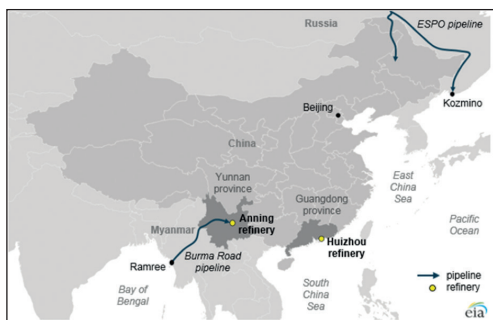 Russia
ESPO pipeline
Beijing
Kozmino
China
Yunnan
province
East
China
Sea
Guangdong
province
Pacific
Ocean
Anning
refinery
Myanmar
Huizhou
refinery
Burma Road
pipeline
Ramree
Bay of
Bengal
South
China
Sea
pipeline
refinery
eia